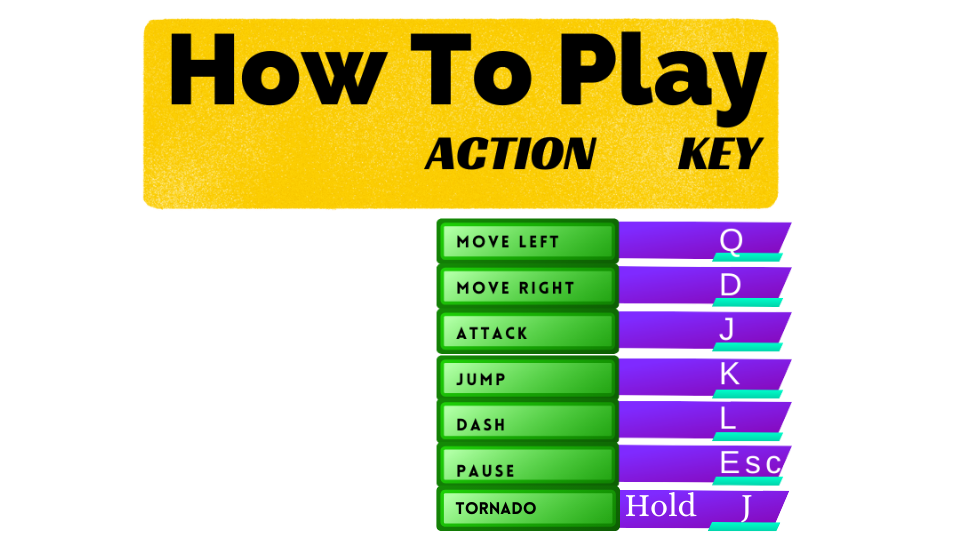 How To Play
ACTION KEY
MOVE LEFT Q
MOVE RIGHT D
ATTACK J
JUMP K
DASH L
PAUSE Esc
TORNADO Hold J